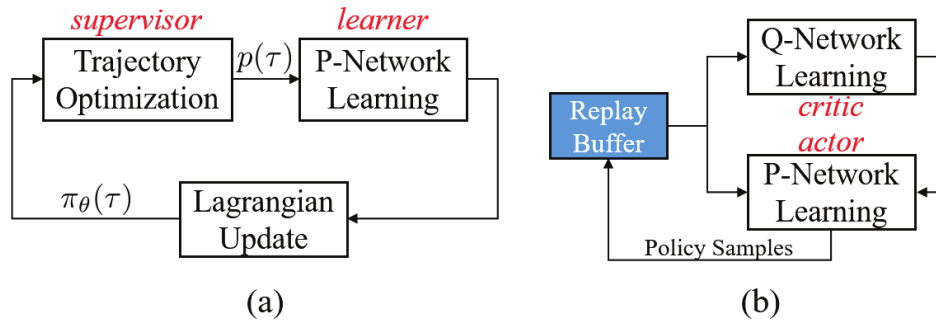 supervisor
learner
Trajectory
Optimization
p(τ)
P-Network
Learning
π_θ(τ)
Lagrangian
Update
(a)
Q-Network
Learning
critic
actor
Replay
Buffer
P-Network
Learning
Policy Samples
(b)